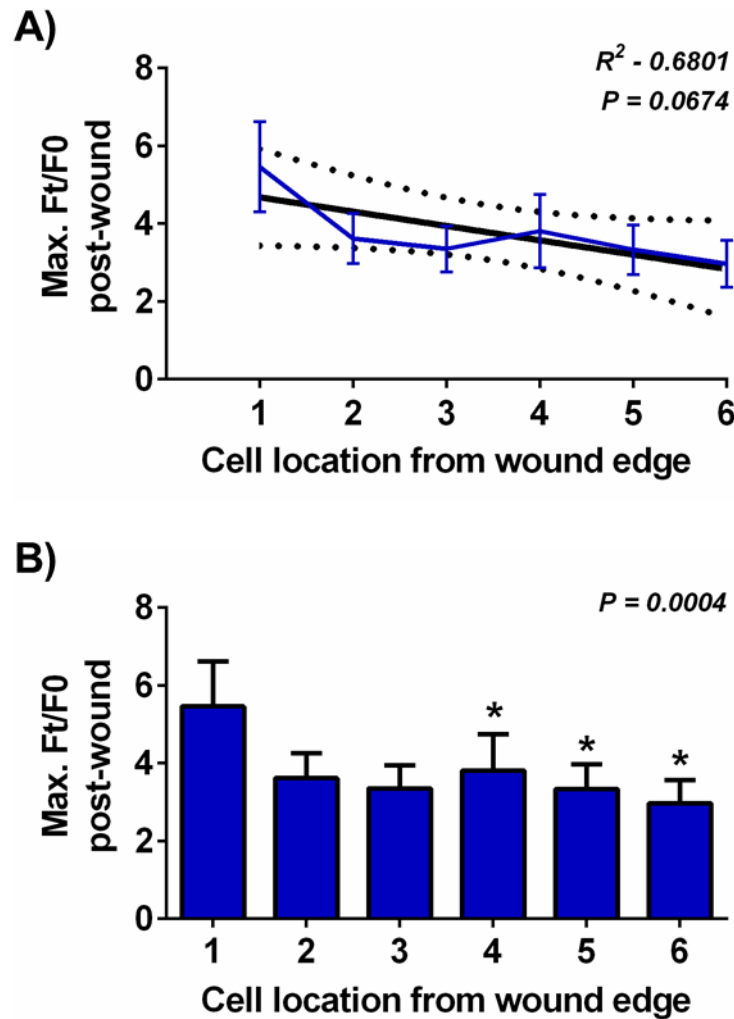 A)
R² - 0.6801
P = 0.0674
Max. Ft/F0
post-wound
8
6
4
2
0
1 2 3 4 5 6
Cell location from wound edge
B)
P = 0.0004
Max. Ft/F0
post-wound
8
6
4
2
0
* * *
1 2 3 4 5 6
Cell location from wound edge